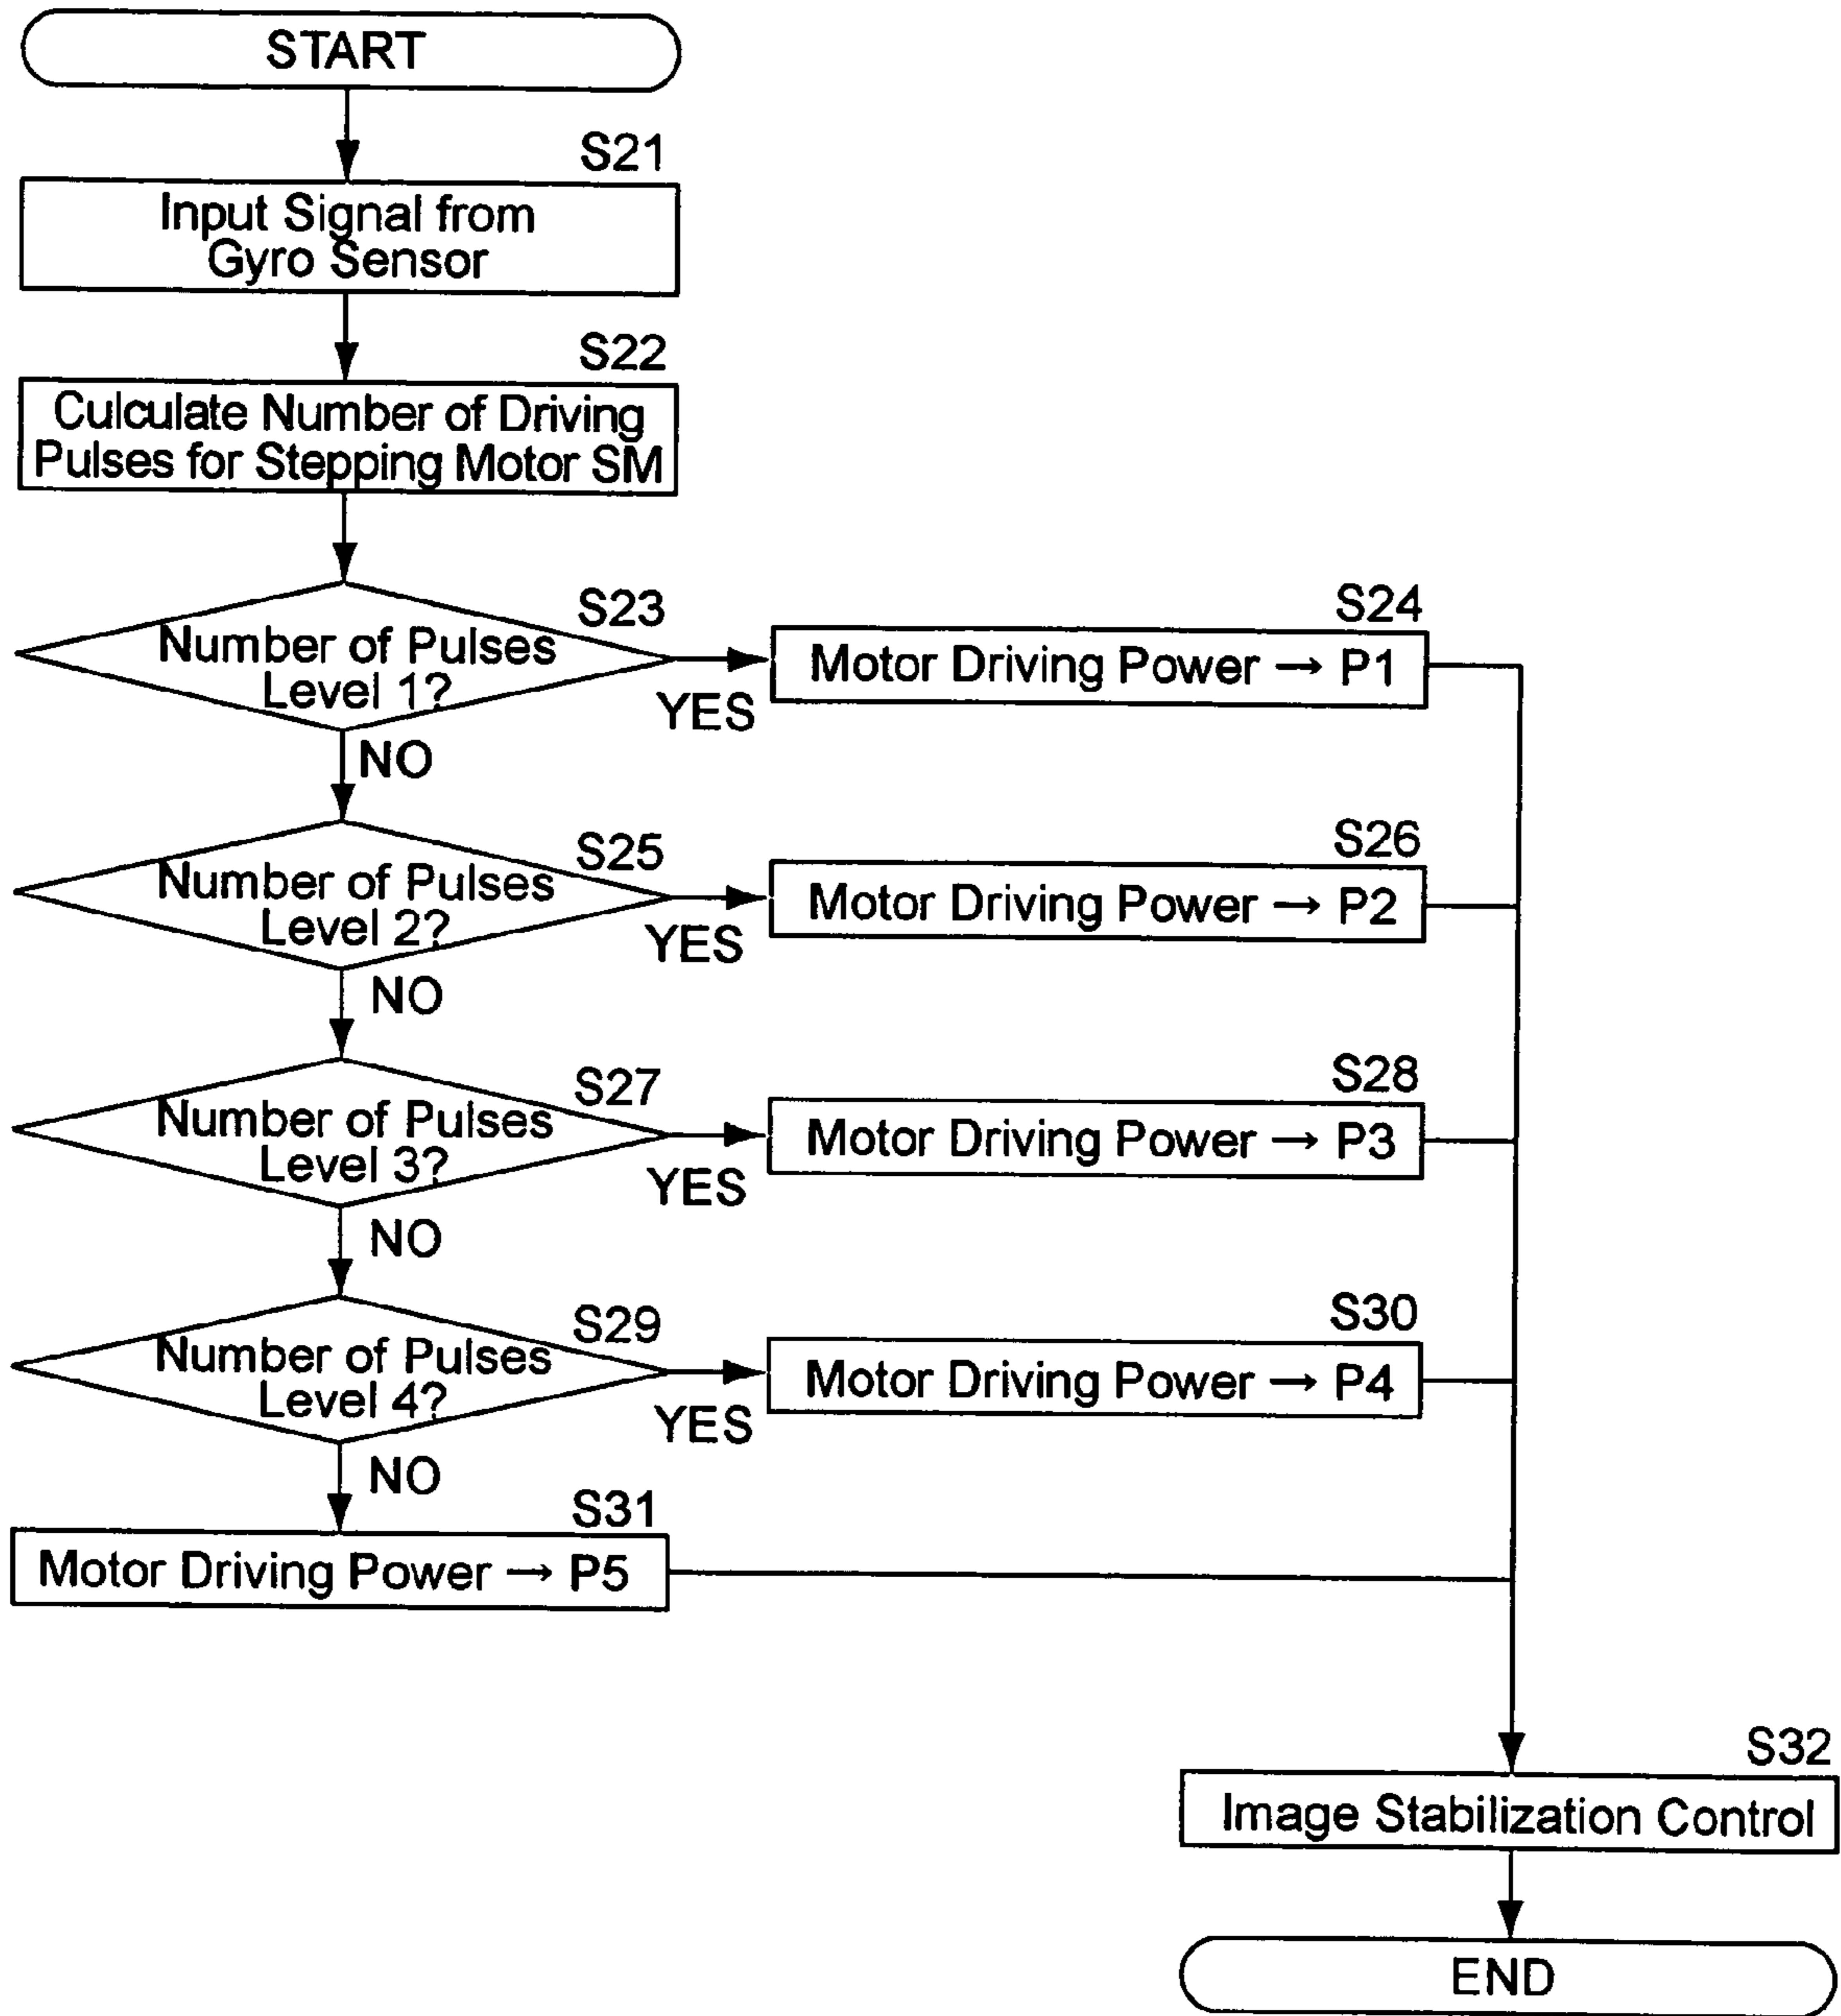 START
S21
Input Signal from
Gyro Sensor
S22
Culculate Number of Driving
Pulses for Stepping Motor SM
S23
Number of Pulses
Level 1?
YES
NO
S24
Motor Driving Power → P1
S25
Number of Pulses
Level 2?
YES
NO
S26
Motor Driving Power → P2
S27
Number of Pulses
Level 3?
YES
NO
S28
Motor Driving Power → P3
S29
Number of Pulses
Level 4?
YES
NO
S30
Motor Driving Power → P4
S31
Motor Driving Power → P5
S32
Image Stabilization Control
END